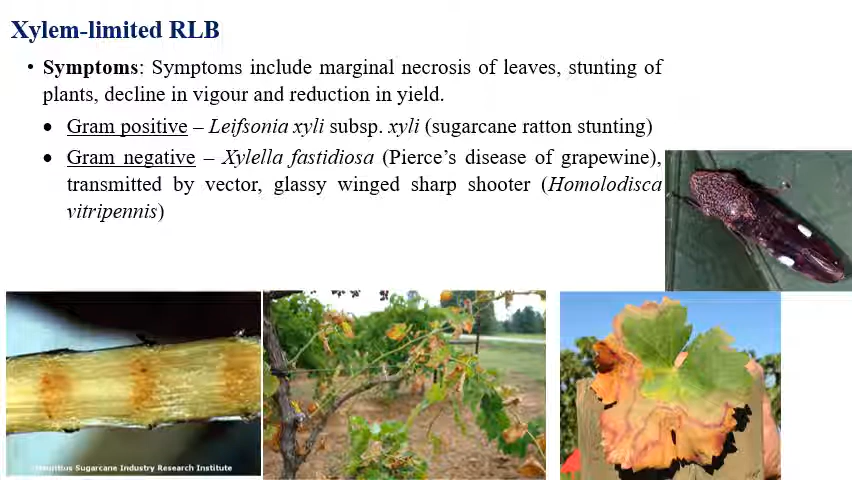 Xylem-limited RLB
• Symptoms: Symptoms include marginal necrosis of leaves, stunting of
plants, decline in vigour and reduction in yield.
• Gram positive – Leifsonia xyli subsp. xyli (sugarcane ratton stunting)
• Gram negative – Xylella fastidiosa (Pierce’s disease of grapewine),
transmitted by vector, glassy winged sharp shooter (Homolodisca
vitripennis)
Mauritius Sugarcane Industry Research Institute